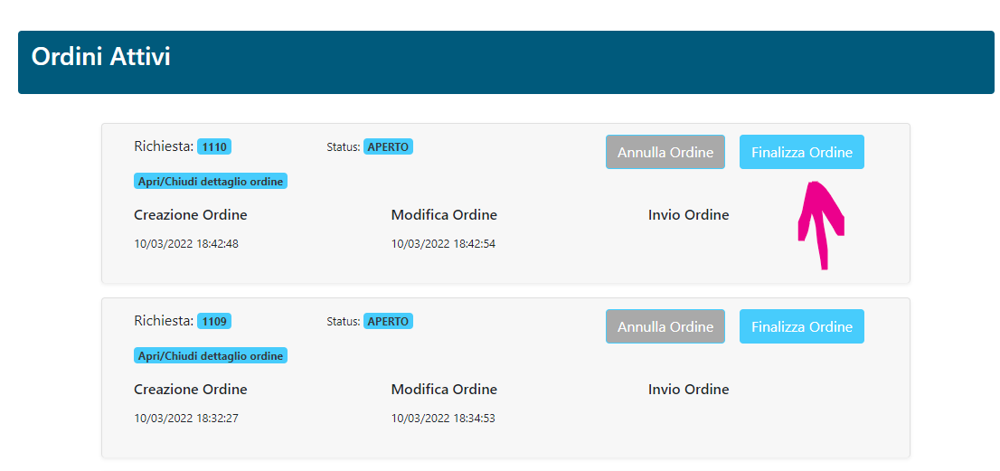 Ordini Attivi
Richiesta: 1110 Status: APERTO Annulla Ordine Finalizza Ordine
Apri/Chiudi dettaglio ordine
Creazione Ordine Modifica Ordine Invio Ordine
10/03/2022 18:42:48 10/03/2022 18:42:54
Richiesta: 1109 Status: APERTO Annulla Ordine Finalizza Ordine
Apri/Chiudi dettaglio ordine
Creazione Ordine Modifica Ordine Invio Ordine
10/03/2022 18:32:27 10/03/2022 18:34:53